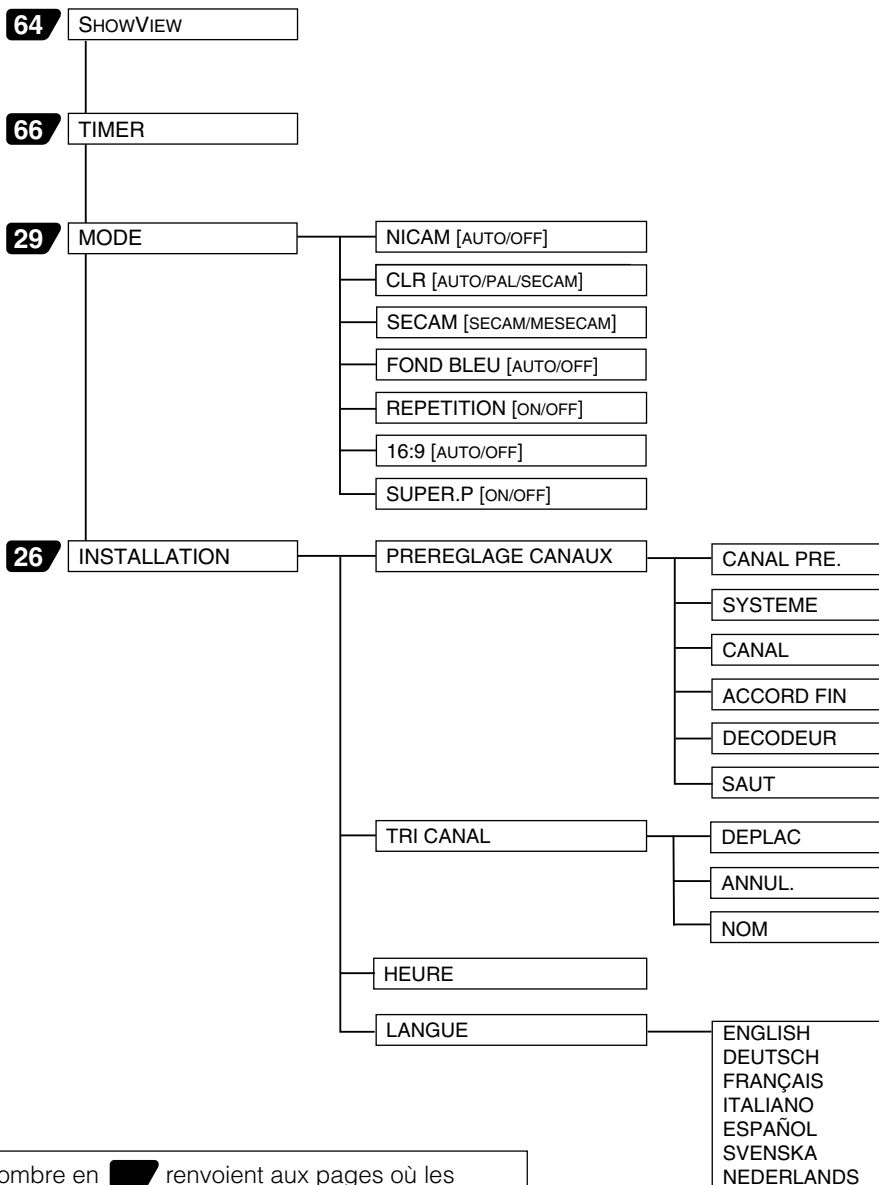 64 SHOWVIEW
66 TIMER
29 MODE
NICAM [AUTO/OFF]
CLR [AUTO/PAL/SECAM]
SECAM [SECAM/MESECAM]
FOND BLEU [AUTO/OFF]
REPETITION [ON/OFF]
16:9 [AUTO/OFF]
SUPER.P [ON/OFF]
26 INSTALLATION
PREREGLAGE CANAUX
CANAL PRE.
SYSTEME
CANAL
ACCORD FIN
DECODEUR
SAUT
TRI CANAL
DEPLAC
ANNUL.
NOM
HEURE
LANGUE
ENGLISH
DEUTSCH
FRANÇAIS
ITALIANO
ESPAÑOL
SVENSKA
NEDERLANDS
ombre en renvoient aux pages où les